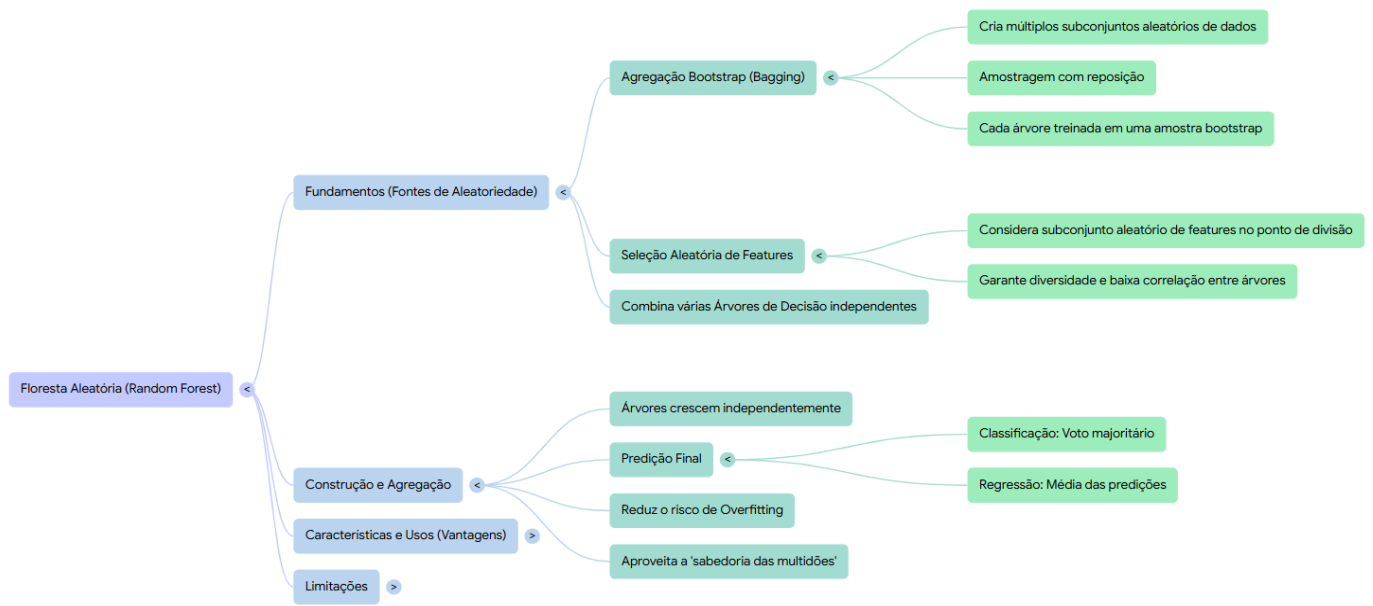 Floresta Aleatória (Random Forest)
<
Fundamentos (Fontes de Aleatoriedade)
<
Agregação Bootstrap (Bagging)
<
Cria múltiplos subconjuntos aleatórios de dados
Amostragem com reposição
Cada árvore treinada em uma amostra bootstrap
Seleção Aleatória de Features
<
Considera subconjunto aleatório de features no ponto de divisão
Garante diversidade e baixa correlação entre árvores
Combina várias Árvores de Decisão independentes
Construção e Agregação
<
Árvores crescem independentemente
Predição Final
<
Classificação: Voto majoritário
Regressão: Média das predições
Reduz o risco de Overfitting
Aproveita a 'sabedoria das multidões'
Características e Usos (Vantagens)
>
Limitações
>